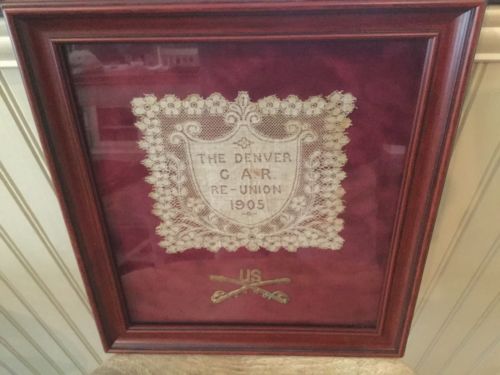 THE DENVER
G A R
RE-UNION
1905
US